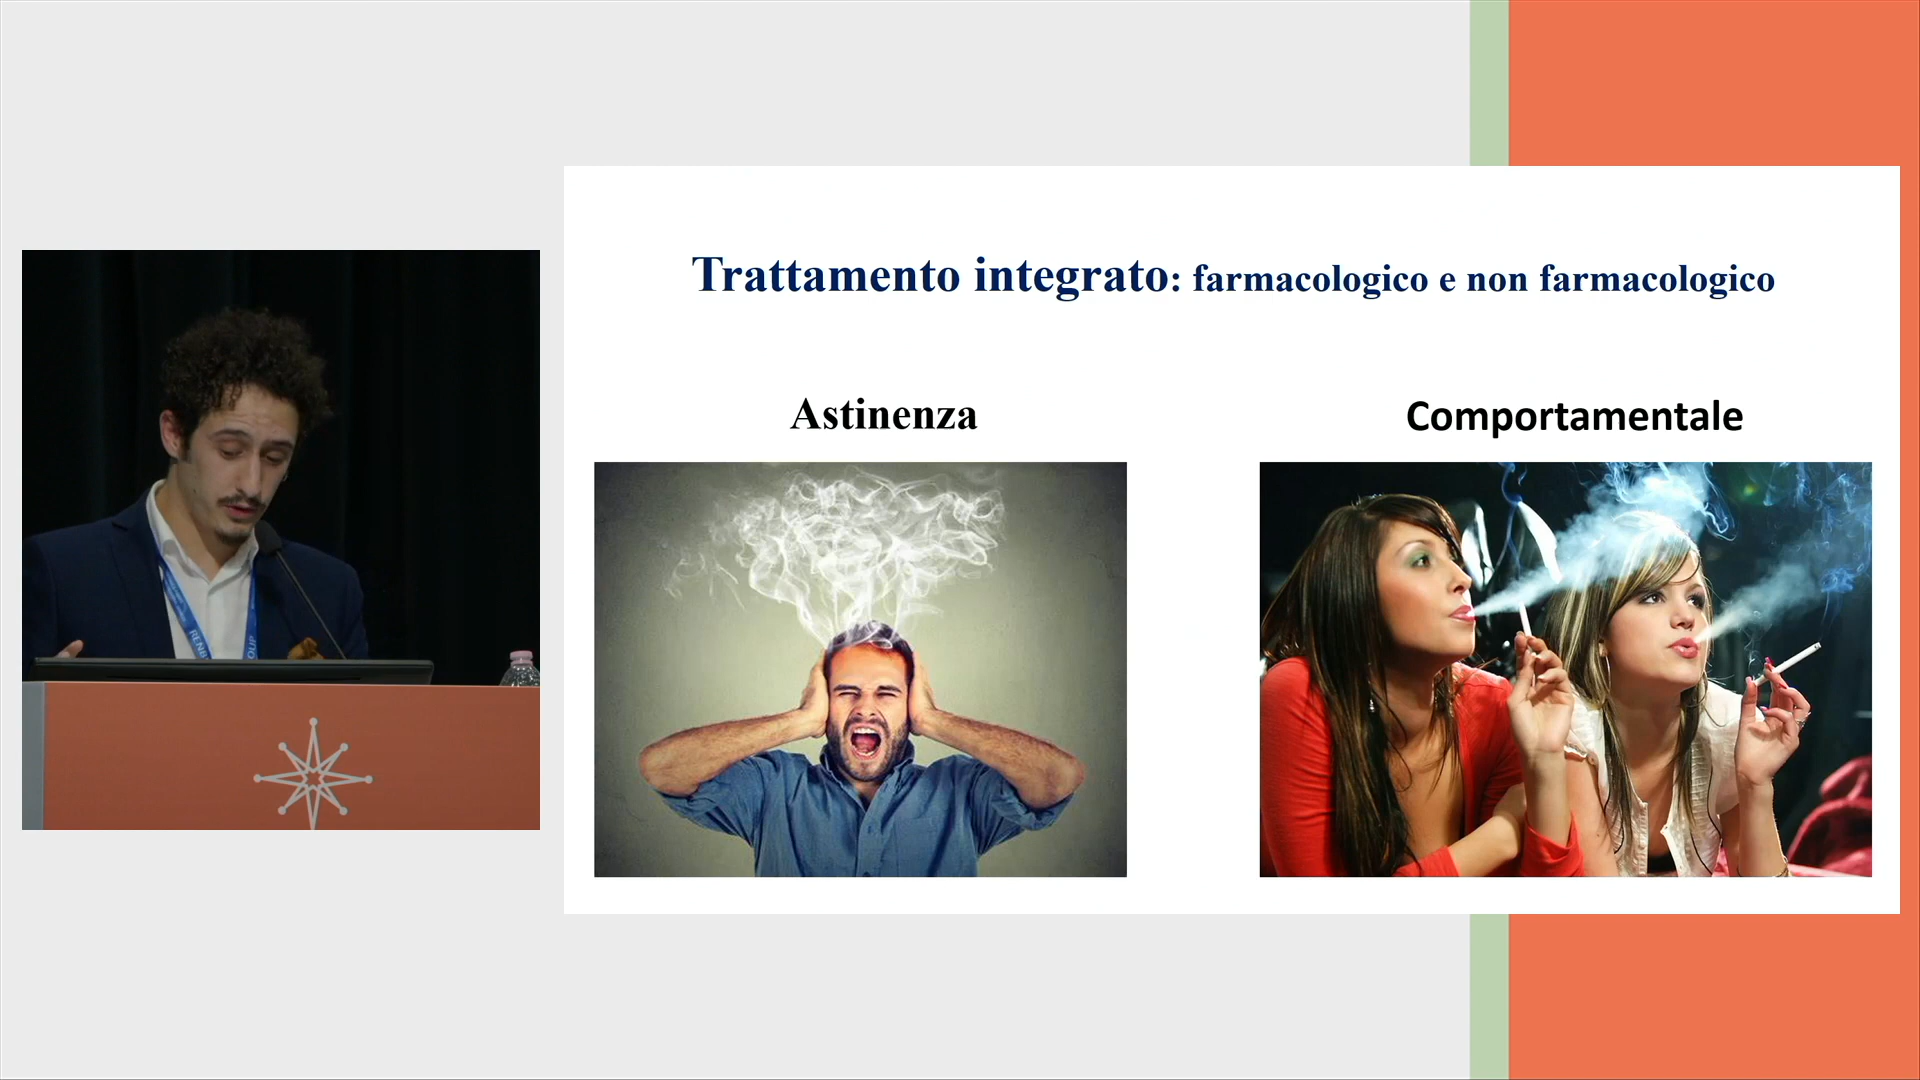 Trattamento integrato: farmacologico e non farmacologico
Astinenza
Comportamentale